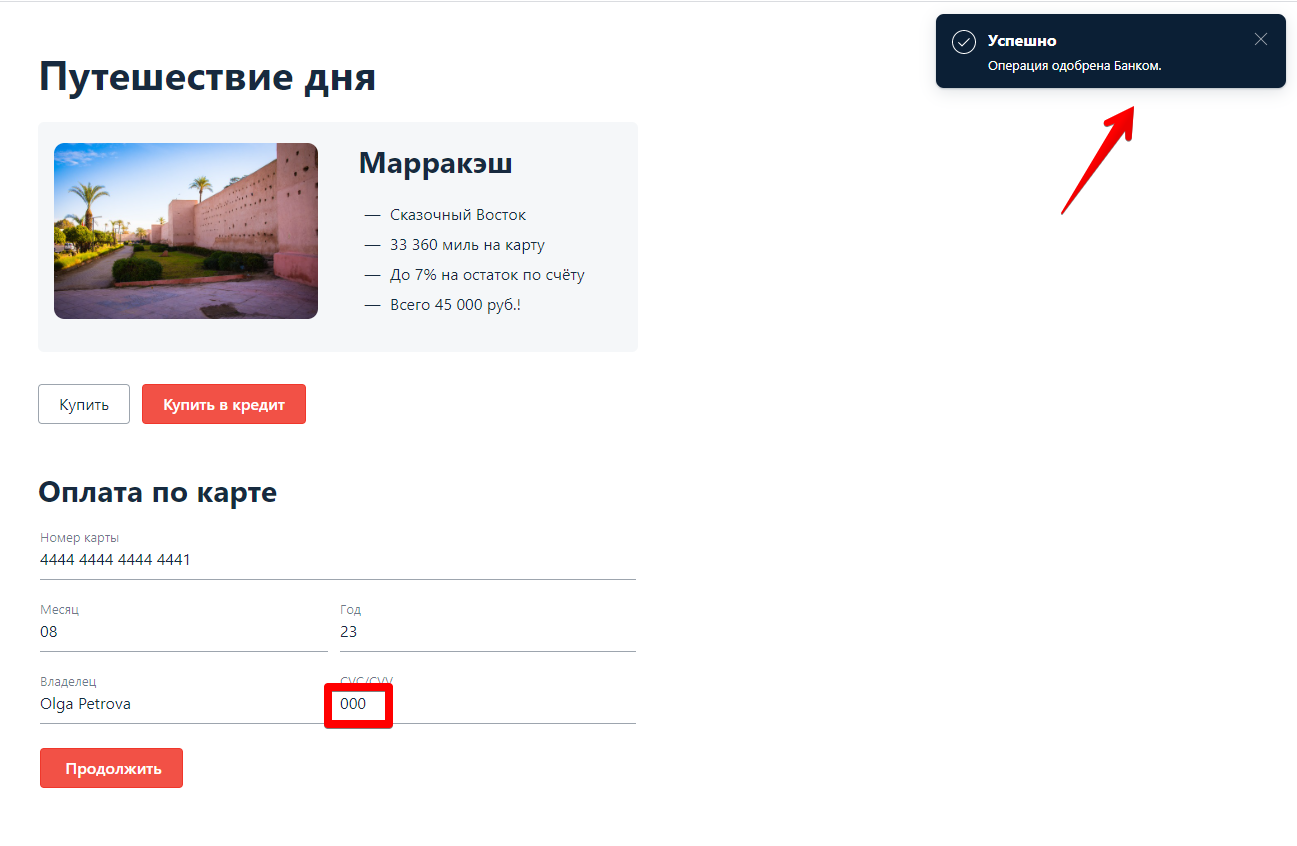 Успешно
Операция одобрена Банком.
Путешествие дня
Марракэш
— Сказочный Восток
— 33 360 миль на карту
— До 7% на остаток по счёту
— Всего 45 000 руб.!
Купить
Купить в кредит
Оплата по карте
Номер карты
4444 4444 4444 4441
Месяц
Год
08
23
Владелец
CVC/CVV
Olga Petrova
000
Продолжить